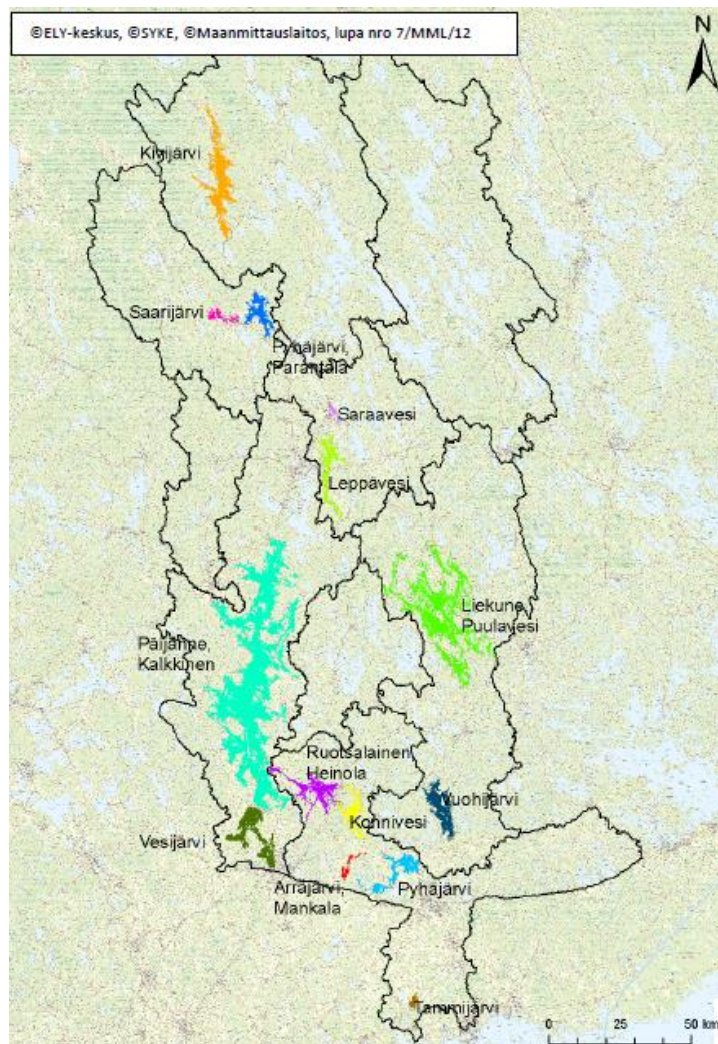 ©ELY-keskus, ©SYKE, ©Maanmittauslaitos, lupa nro 7/MML/12
N
Kivijärvi
Saarijärvi
Pyhäjärvi,
Parantala
Saraavesi
Leppävesi
Liekune,
Puulavesi
Päijänne,
Kalkkinen
Ruotsalainen,
Heinola
Vuohijärvi
Konnivesi
Vesijärvi
Arrajärvi,
Mankala
Pyhäjärvi
Tammijärvi
0 25 50 km